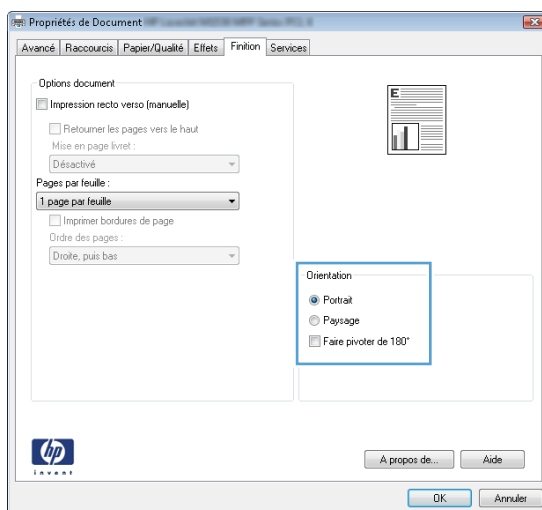 Propriétés de Document
Avancé Raccourcis Papier/Qualité Effets Finition Services
Options document
Impression recto verso (manuelle)
Retourner les pages vers le haut
Mise en page livret :
Désactivé
Pages par feuille :
1 page par feuille
Imprimer bordures de page
Ordre des pages :
Droite, puis bas
E
Orientation
Portrait
Paysage
Faire pivoter de 180°
hp
invent
A propos de... Aide
OK Annuler